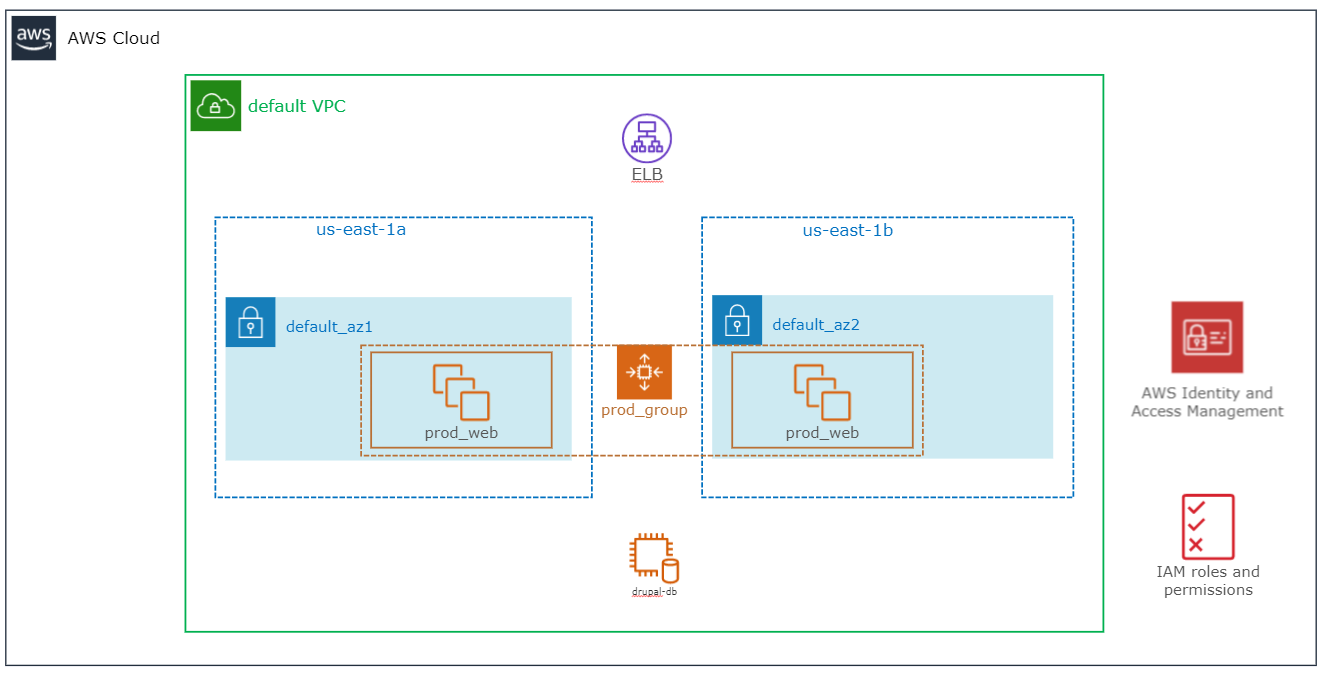 aws
AWS Cloud
default VPC
ELB
us-east-1a
us-east-1b
default_az1
default_az2
prod_web
prod_group
prod_web
AWS Identity and
Access Management
drupal-db
IAM roles and
permissions